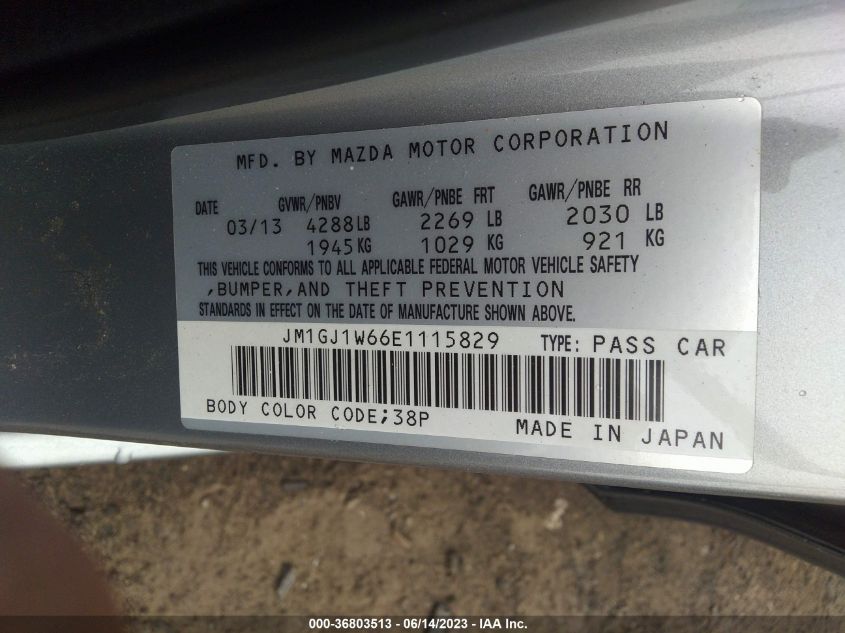 MFD. BY MAZDA MOTOR CORPORATION
DATE GVWR/PNBV GAWR/PNBE FRT GAWR/PNBE RR
03/13 4288LB 2269 LB 2030 LB
1945KG 1029 KG 921 KG
THIS VEHICLE CONFORMS TO ALL APPLICABLE FEDERAL MOTOR VEHICLE SAFETY
,BUMPER,AND THEFT PREVENTION
STANDARDS IN EFFECT ON THE DATE OF MANUFACTURE SHOWN ABOVE.
JM1GJ1W66E1115829 TYPE: PASS CAR
BODY COLOR CODE;38P
MADE IN JAPAN
000-36803513 - 06/14/2023 - IAA Inc.